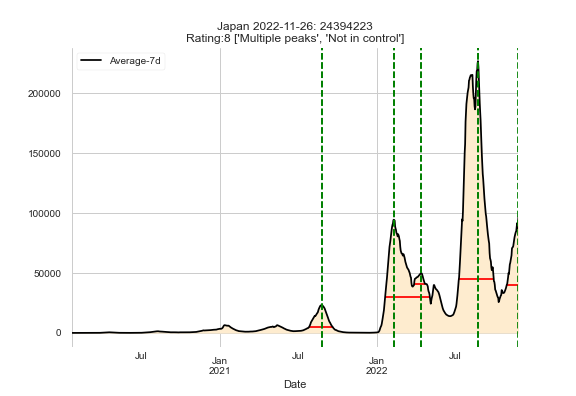 Japan 2022-11-26: 24394223
Rating:8 ['Multiple peaks', 'Not in control']
Average-7d
200000
150000
100000
50000
0
Jul
Jan
2021
Jul
Jan
2022
Jul
Date